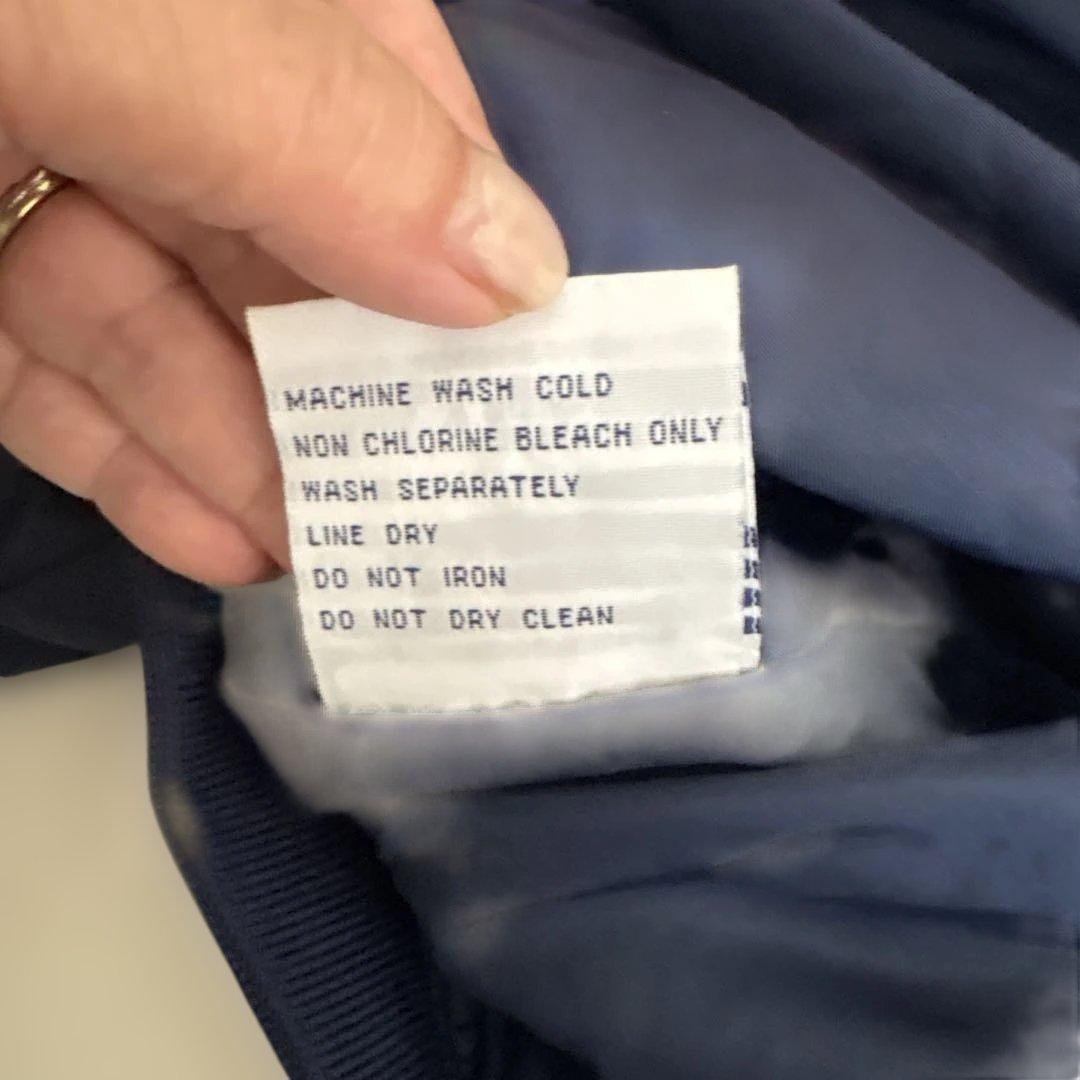 MACHINE WASH COLD
NON CHLORINE BLEACH ONLY
WASH SEPARATELY
LINE DRY
DO NOT IRON
DO NOT DRY CLEAN